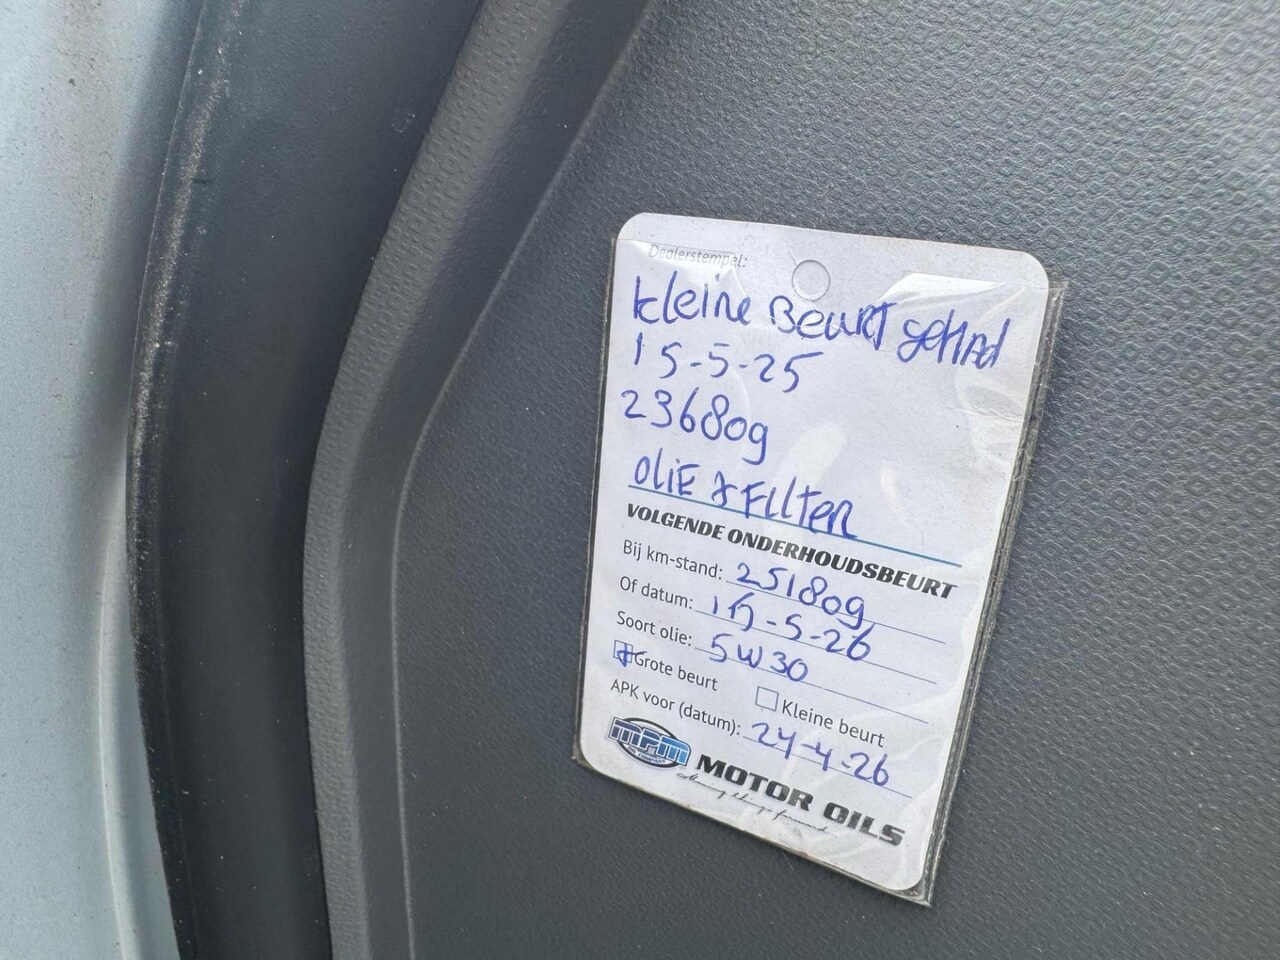 Dealerstempel:
kleine Beurt gehad
15-5-25
236809
olie & Filter
VOLGENDE ONDERHOUDSBEURT
Bij km-stand: 251809
Of datum: 15-5-26
Soort olie: 5W30
Grote beurt
Kleine beurt
APK voor (datum): 24-4-26
mpm
MOTOR OILS